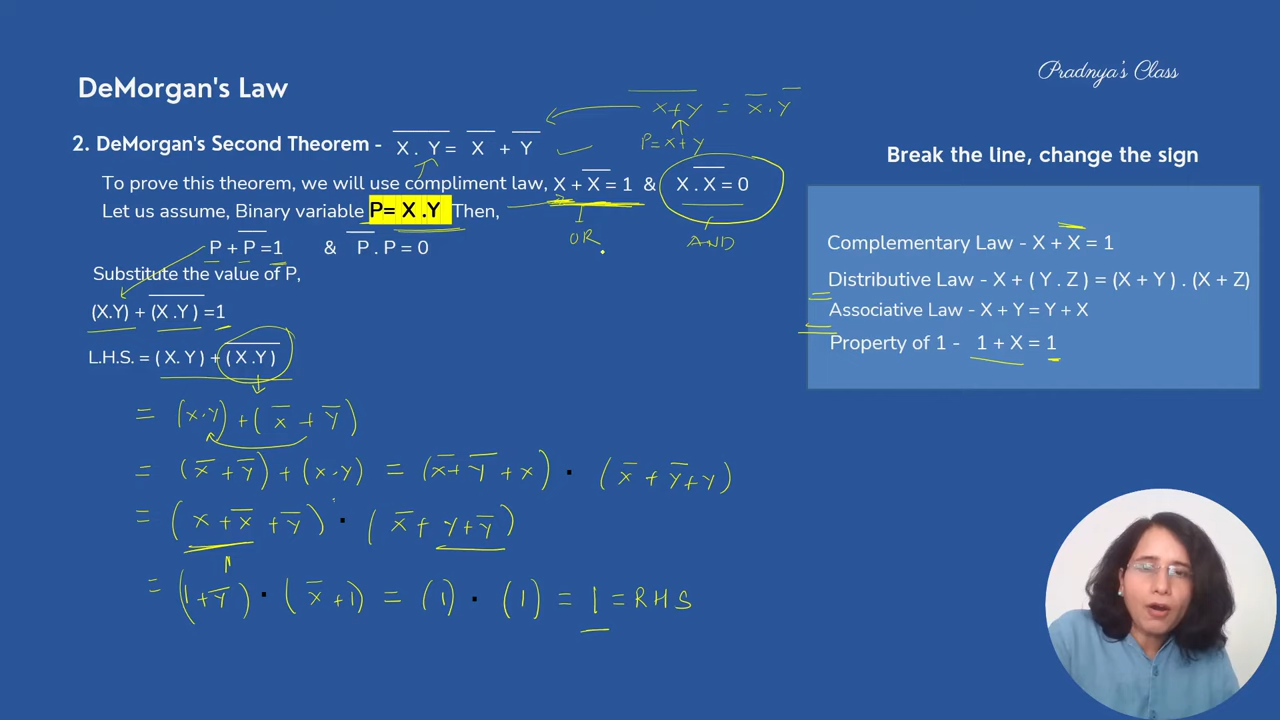 Pradnya's Class
DeMorgan's Law
X+Y = X̅.Y̅
2. DeMorgan's Second Theorem - X̅ ̅.̅ ̅Y̅ = X̅ + Y̅
P=X+Y
To prove this theorem, we will use compliment law, X + X̅ = 1 & X . X̅ = 0
Let us assume, Binary variable P= X .Y Then,
OR
AND
P + P̅ =1 & P̅ . P = 0
Substitute the value of P,
(X.Y) + (X̅ ̅.̅Y̅ ) =1
L.H.S. = ( X. Y ) + ( X̅ ̅.̅Y̅ )
= (X.Y) + ( X̅ + Y̅ )
= ( X̅ + Y̅ ) + (X.Y) = (X̅ + Y̅ + X) . ( X̅ + Y̅ + Y)
= ( X + X̅ + Y̅ ) . ( X̅ + Y + Y̅ )
= (1 + Y̅ ) . ( X̅ + 1) = (1) . (1) = 1 = RHS
Break the line, change the sign
Complementary Law - X + X̅ = 1
Distributive Law - X + ( Y . Z ) = (X + Y ) . (X + Z)
Associative Law - X + Y = Y + X
Property of 1 - 1 + X = 1